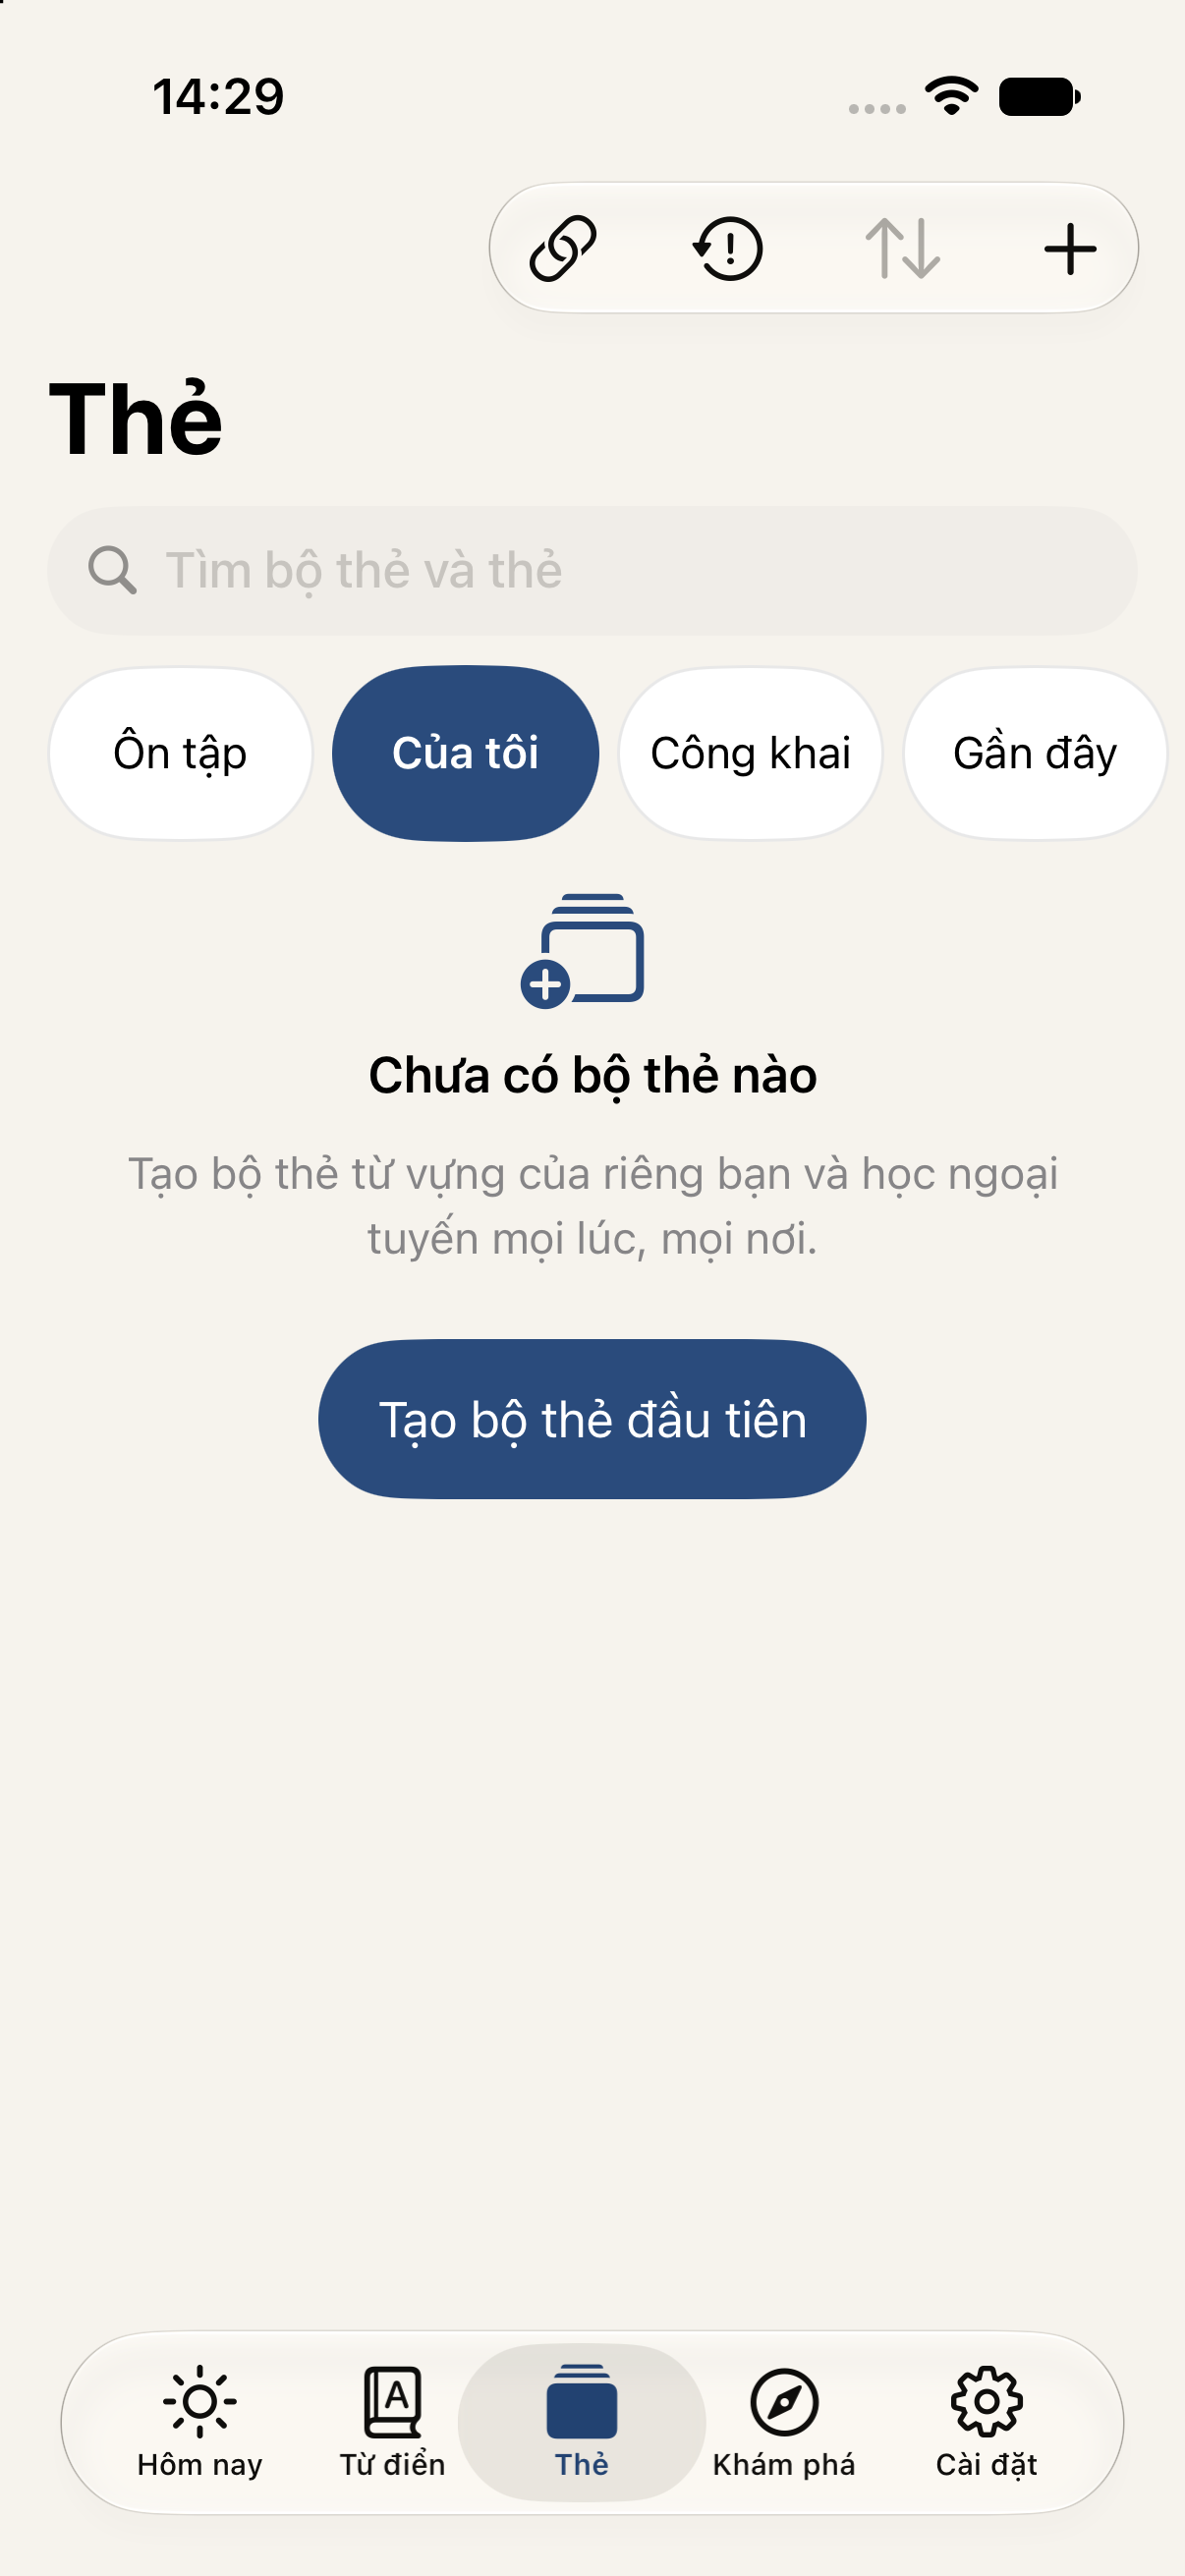 14:29
Thẻ
Tìm bộ thẻ và thẻ
Ôn tập
Của tôi
Công khai
Gần đây
Chưa có bộ thẻ nào
Tạo bộ thẻ từ vựng của riêng bạn và học ngoại
tuyến mọi lúc, mọi nơi.
Tạo bộ thẻ đầu tiên
Hôm nay
Từ điển
Thẻ
Khám phá
Cài đặt